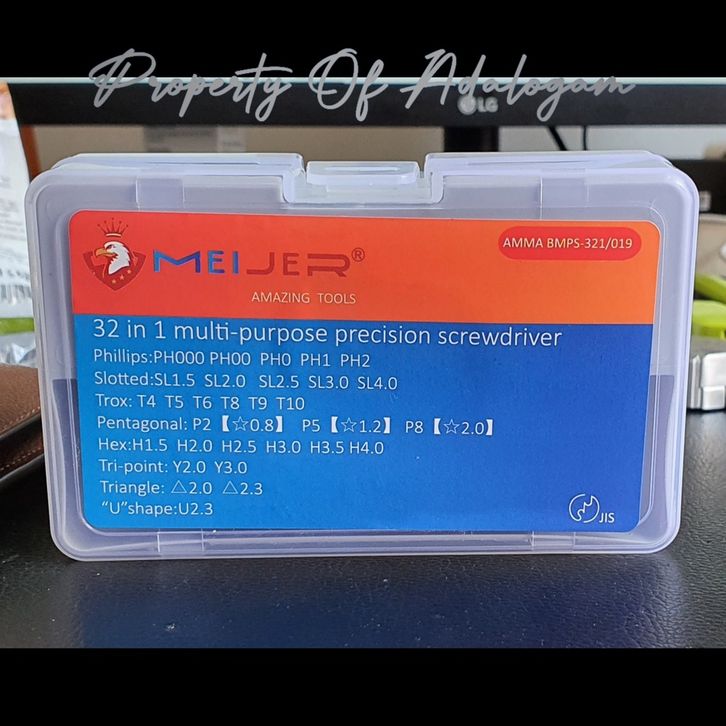 Property Of Adalogam
LG
MEIJER®
AMMA BMPS-321/019
AMAZING TOOLS
32 in 1 multi-purpose precision screwdriver
Phillips:PH000 PH00 PH0 PH1 PH2
Slotted:SL1.5 SL2.0 SL2.5 SL3.0 SL4.0
Trox: T4 T5 T6 T8 T9 T10
Pentagonal: P2【☆0.8】 P5【☆1.2】 P8【☆2.0】
Hex:H1.5 H2.0 H2.5 H3.0 H3.5 H4.0
Tri-point: Y2.0 Y3.0
Triangle: △2.0 △2.3
“U”shape:U2.3
JIS